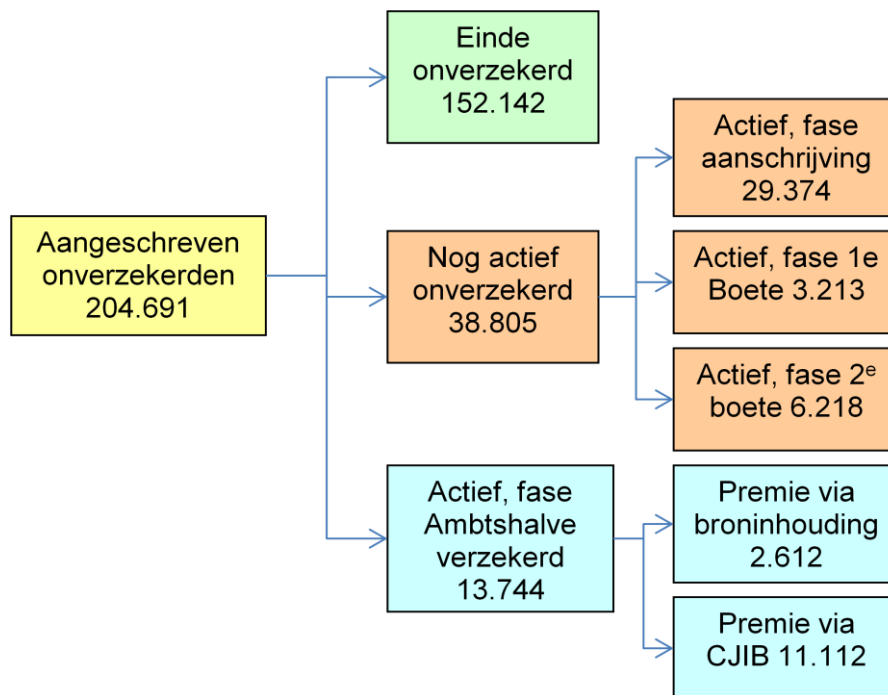 Aangeschreven
onverzekerden
204.691
Einde
onverzekerd
152.142
Nog actief
onverzekerd
38.805
Actief, fase
aanschrijving
29.374
Actief, fase 1e
Boete 3.213
Actief, fase 2ᵉ
boete 6.218
Actief, fase
Ambtshalve
verzekerd
13.744
Premie via
broninhouding
2.612
Premie via
CJIB 11.112